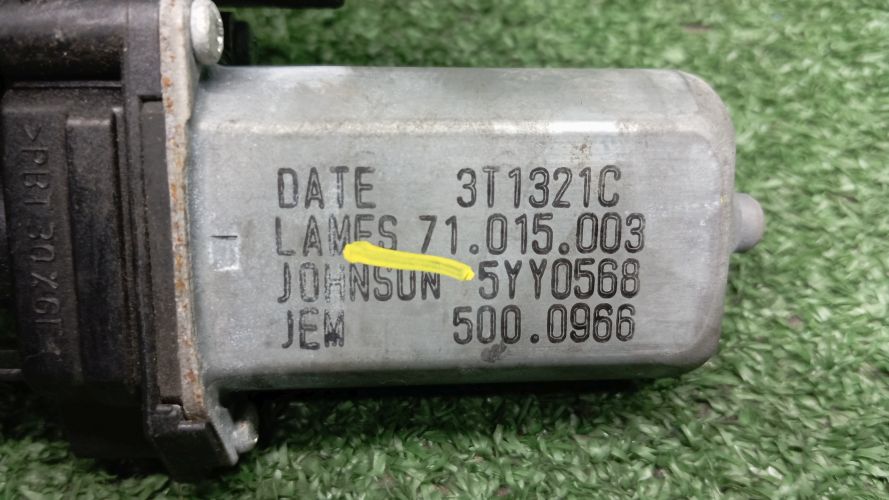 DATE 3T1321C
LAMES 71.015.003
JOHNSON 5YY0568
JEM 500.0966